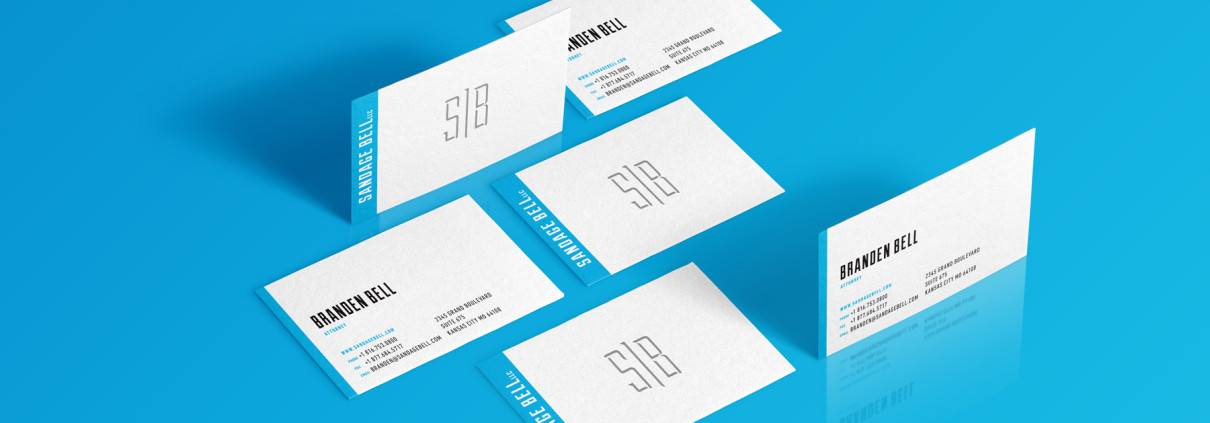 BRANDEN BELL
ATTORNEY
WWW.SANDAGEBELL.COM
PHONE +1 816.753.0800
FAX +1 877.684.5717
EMAIL BRANDEN@SANDAGEBELL.COM
2345 GRAND BOULEVARD
SUITE 675
KANSAS CITY MO 64108
SANDAGE BELL LLC
S|B
SANDAGE BELL LLC
S|B
BRANDEN BELL
ATTORNEY
WWW.SANDAGEBELL.COM
PHONE +1 816.753.0800
FAX +1 877.684.5717
EMAIL BRANDEN@SANDAGEBELL.COM
2345 GRAND BOULEVARD
SUITE 675
KANSAS CITY MO 64108
BRANDEN BELL
ATTORNEY
WWW.SANDAGEBELL.COM
PHONE +1 816.753.0800
FAX +1 877.684.5717
EMAIL BRANDEN@SANDAGEBELL.COM
2345 GRAND BOULEVARD
SUITE 675
KANSAS CITY MO 64108
DAGE BELL LLC
S|B